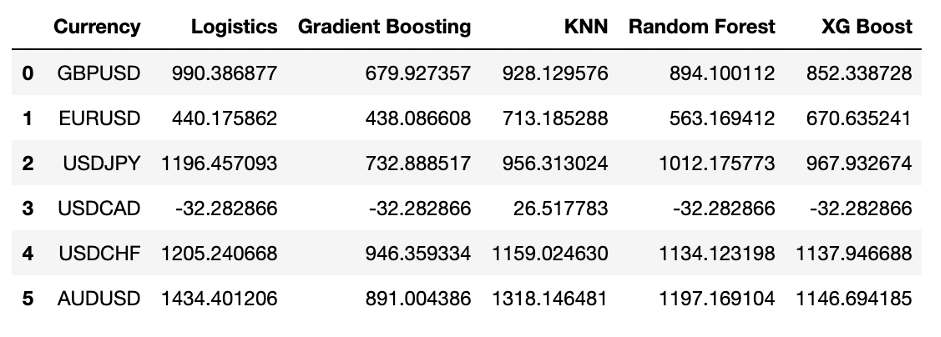 Currency Logistics Gradient Boosting KNN Random Forest XG Boost
0 GBPUSD 990.386877 679.927357 928.129576 894.100112 852.338728
1 EURUSD 440.175862 438.086608 713.185288 563.169412 670.635241
2 USDJPY 1196.457093 732.888517 956.313024 1012.175773 967.932674
3 USDCAD -32.282866 -32.282866 26.517783 -32.282866 -32.282866
4 USDCHF 1205.240668 946.359334 1159.024630 1134.123198 1137.946688
5 AUDUSD 1434.401206 891.004386 1318.146481 1197.169104 1146.694185